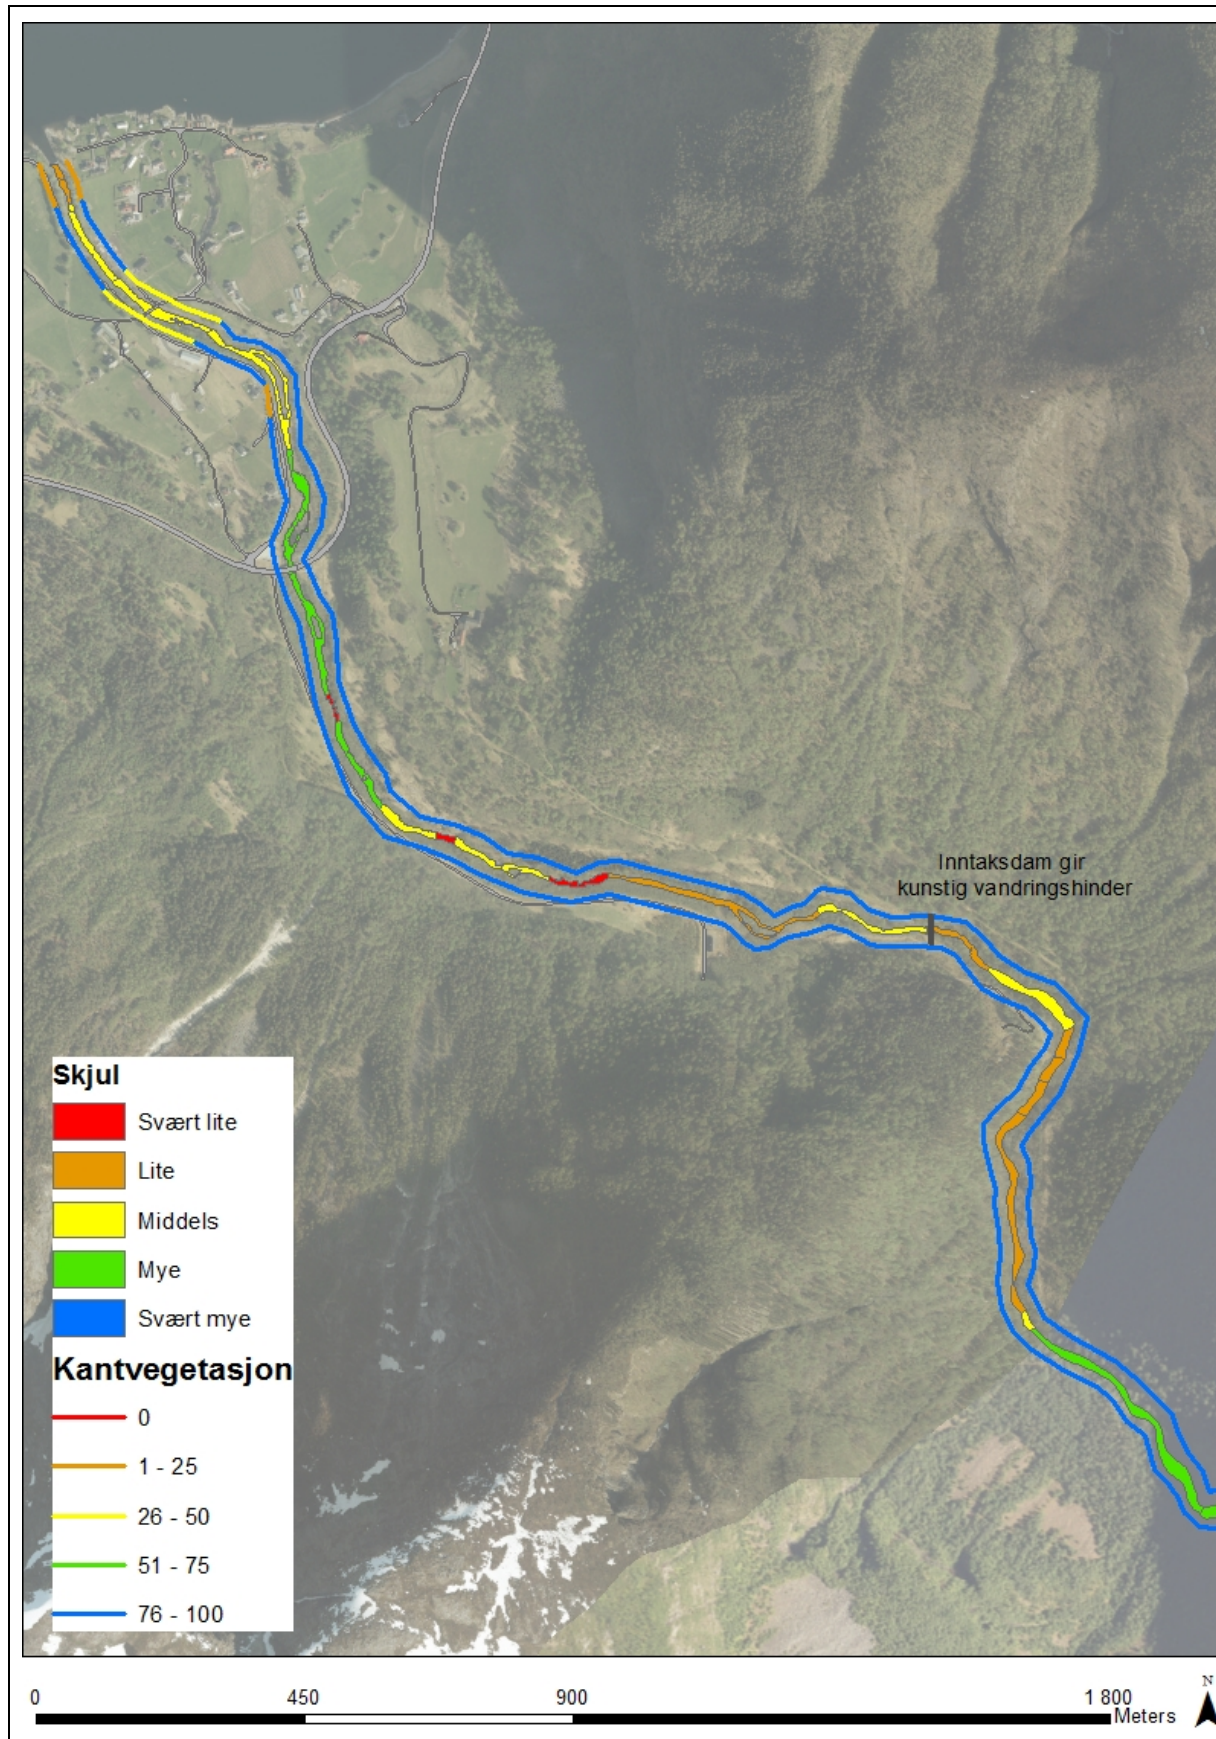 Inntaksdam gir
kunstig vandringshinder
Skjul
Svært lite
Lite
Middels
Mye
Svært mye
Kantvegetasjon
0
1 - 25
26 - 50
51 - 75
76 - 100
0 450 900 1 800
Meters
N